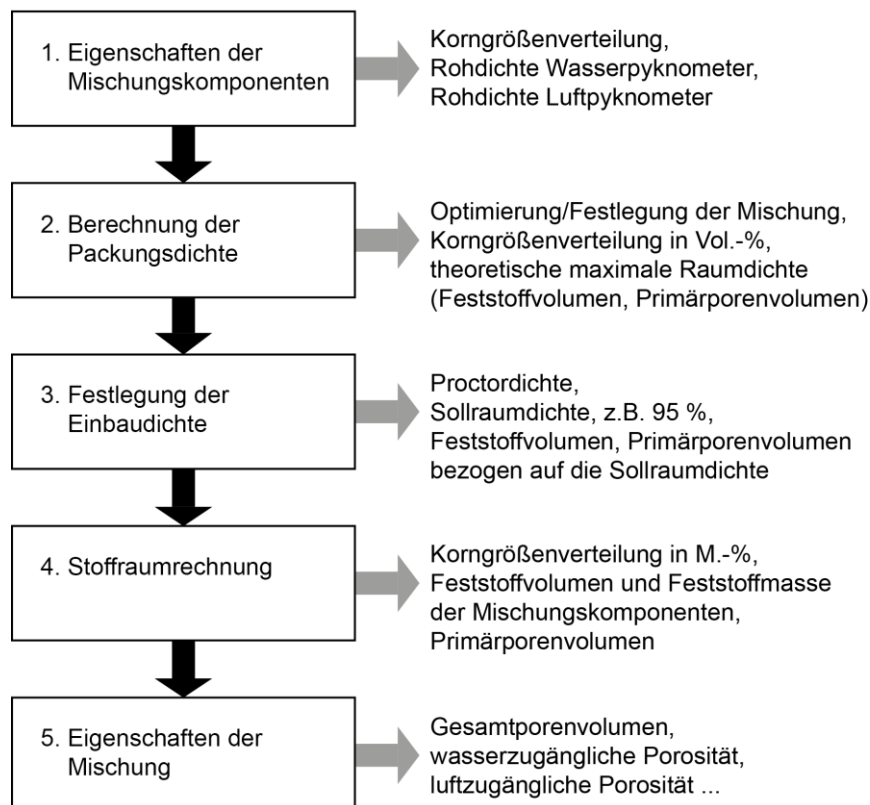 1. Eigenschaften der
Mischungskomponenten
Korngrößenverteilung,
Rohdichte Wasserpyknometer,
Rohdichte Luftpyknometer
2. Berechnung der
Packungsdichte
Optimierung/Festlegung der Mischung,
Korngrößenverteilung in Vol.-%,
theoretische maximale Raumdichte
(Feststoffvolumen, Primärporenvolumen)
3. Festlegung der
Einbaudichte
Proctordichte,
Sollraumdichte, z.B. 95 %,
Feststoffvolumen, Primärporenvolumen
bezogen auf die Sollraumdichte
4. Stoffraumrechnung
Korngrößenverteilung in M.-%,
Feststoffvolumen und Feststoffmasse
der Mischungskomponenten,
Primärporenvolumen
5. Eigenschaften der
Mischung
Gesamtporenvolumen,
wasserzugängliche Porosität,
luftzugängliche Porosität ...